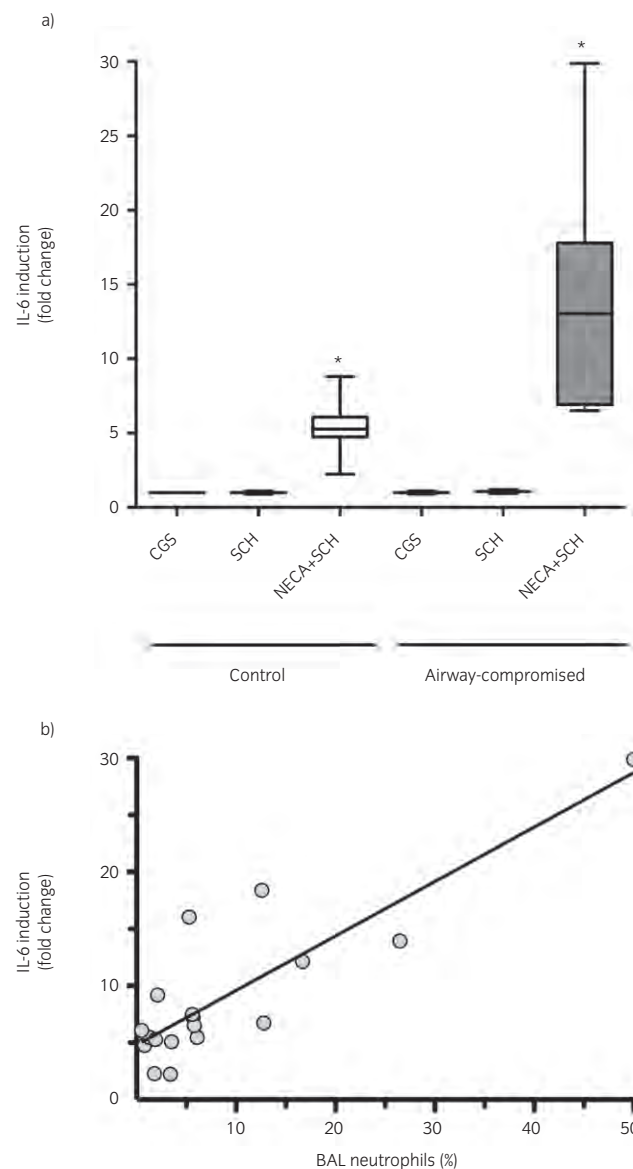 a)
30
25
20
15
10
5
0
IL-6 induction
(fold change)
*
*
CGS
SCH
NECA+SCH
CGS
SCH
NECA+SCH
Control
Airway-compromised
b)
30
20
10
0
IL-6 induction
(fold change)
10
20
30
40
50
BAL neutrophils (%)